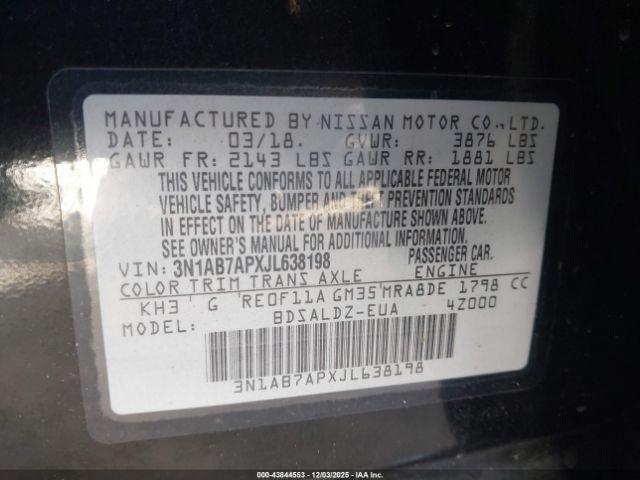 MANUFACTURED BY NISSAN MOTOR CO., LTD.
DATE: 03/18. GVWR: 3876 LBS
GAWR FR: 2143 LBS GAWR RR: 1881 LBS
THIS VEHICLE CONFORMS TO ALL APPLICABLE FEDERAL MOTOR
VEHICLE SAFETY, BUMPER AND PREVENTION STANDARDS
IN EFFECT ON THE DATE OF MANUFACTURE SHOWN ABOVE.
SEE OWNER'S MANUAL FOR ADDITIONAL INFORMATION.
VIN: 3N1AB7APXJL638198 PASSENGER CAR.
COLOR TRIM TRANS AXLE ENGINE
KH3 G RE0F11A GM35 MRA8DE 1798 CC
MODEL: BDSALDZ-EUA 4Z000
3N1AB7APXJL638198
000-43844553 | 12/03/2025 | IAA Inc.